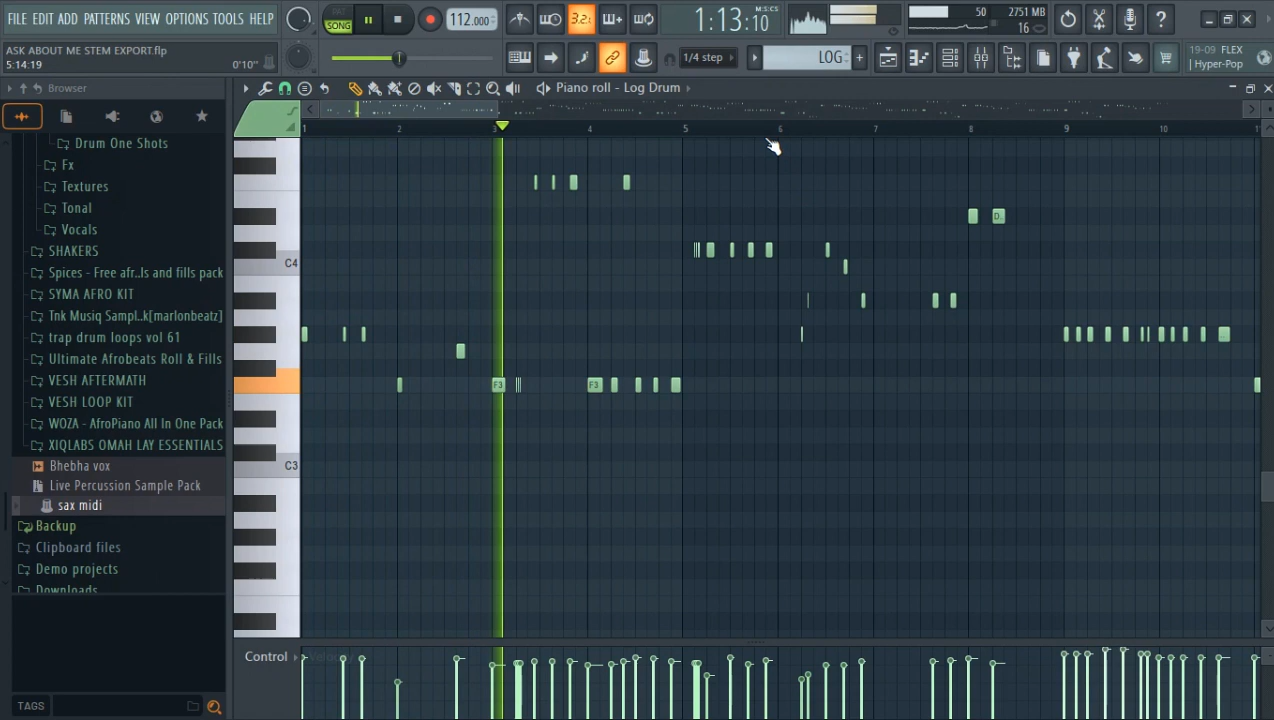 FILE EDIT ADD PATTERNS VIEW OPTIONS TOOLS HELP
ASK ABOUT ME STEM EXPORT.flp
5:14:19
0'10"
PAT
SONG
112.000
3.2
1:13:10
M:S:CS
50
2751 MB
16
1/4 step
LOG
19-09 FLEX
| Hyper-Pop
Browser
Piano roll - Log Drum
Drum One Shots
Fx
Textures
Tonal
Vocals
SHAKERS
Spices - Free afr..ls and fills pack
SYMA AFRO KIT
Tnk Musiq Sampl..k[marlonbeatz]
trap drum loops vol 61
Ultimate Afrobeats Roll & Fills
VESH AFTERMATH
VESH LOOP KIT
WOZA - AfroPiano All In One Pack
XIQLABS OMAH LAY ESSENTIALS
Bhebha vox
Live Percussion Sample Pack
sax midi
Backup
Clipboard files
Demo projects
Downloads
TAGS
1 2 3 4 5 6 7 8 9 10 11
C4
C3
D..
F3
F3
Control
Velocity